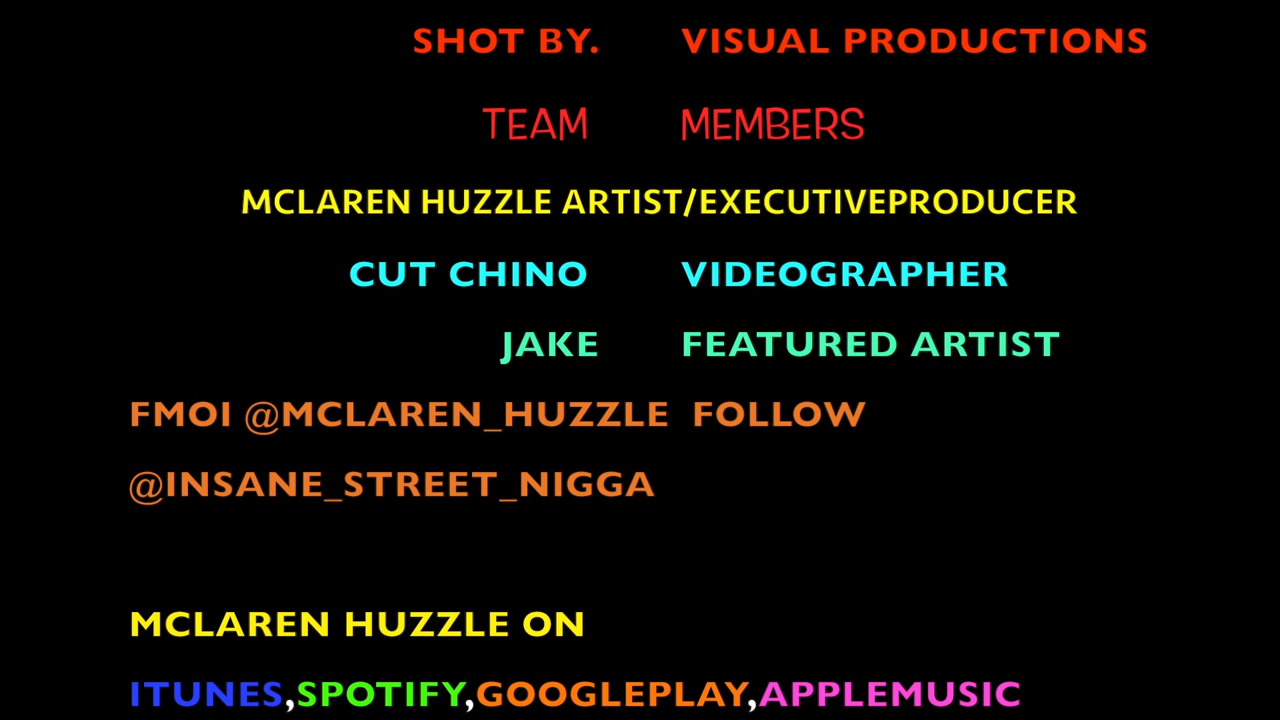 SHOT BY. VISUAL PRODUCTIONS
TEAM MEMBERS
MCLAREN HUZZLE ARTIST/EXECUTIVEPRODUCER
CUT CHINO VIDEOGRAPHER
JAKE FEATURED ARTIST
FMOI @MCLAREN_HUZZLE FOLLOW
@INSANE_STREET_NIGGA
MCLAREN HUZZLE ON
ITUNES,SPOTIFY,GOOGLEPLAY,APPLEMUSIC